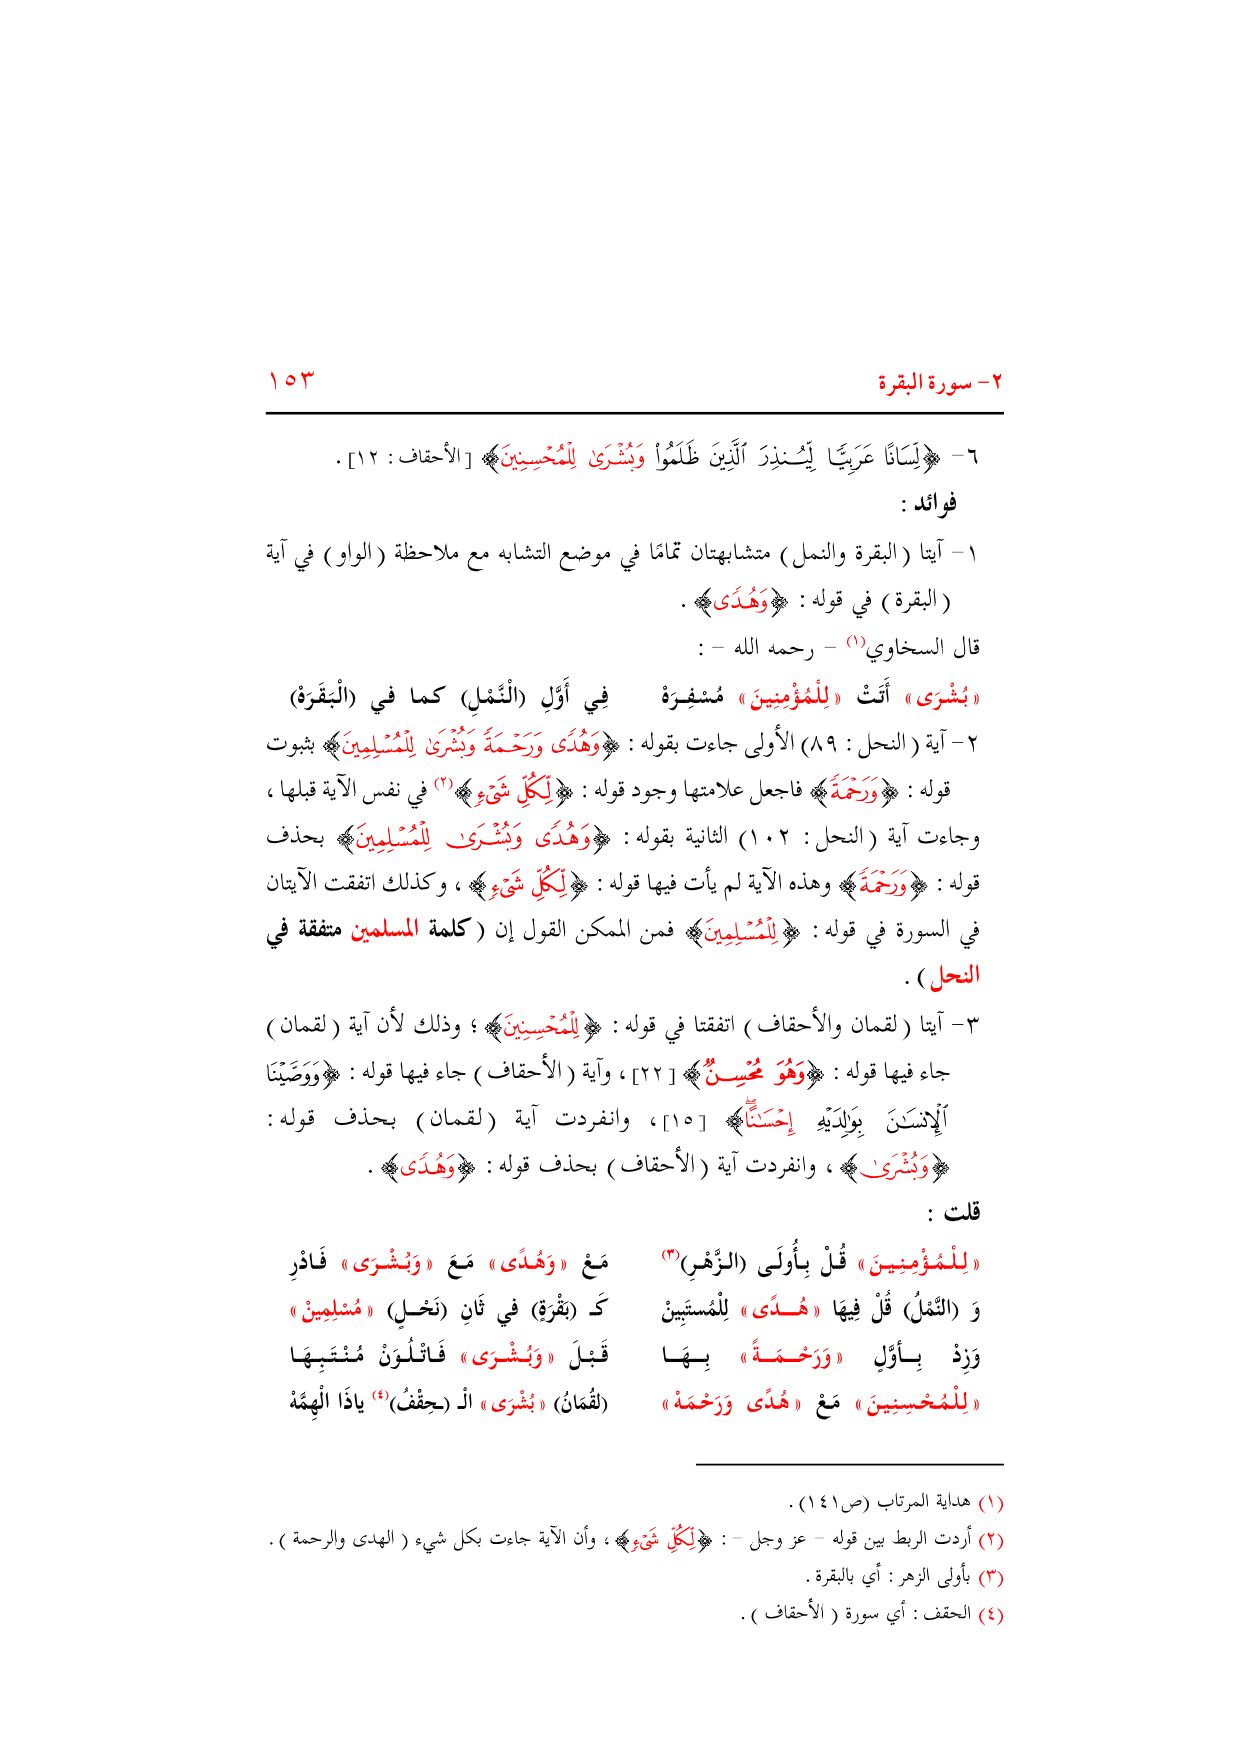 ٢- سورة البقرة ١٥٣
٦- ﴿لِّسَانًا عَرَبِيًّا لِّيُنذِرَ ٱلَّذِينَ ظَلَمُوا۟ وَبُشْرَىٰ لِلْمُحْسِنِينَ﴾ [الأحقاف : ١٢] .
فوائد :
١- آيتا (البقرة والنمل) متشابهتان تمامًا في موضع التشابه مع ملاحظة (الواو) في آية
(البقرة) في قوله : ﴿وَهُدًى﴾ .
قال السخاوي(١) - رحمه الله - :
«بُشْرَى» أَتَتْ «لِلْمُؤْمِنِينَ» مُسْفِرَهْ فِي أَوَّلِ (النَّمْلِ) كما في (الْبَقَرَهْ)
٢- آية (النحل : ٨٩) الأولى جاءت بقوله : ﴿وَهُدًى وَرَحْمَةً وَبُشْرَىٰ لِلْمُسْلِمِينَ﴾ بثبوت
قوله : ﴿وَرَحْمَةً﴾ فاجعل علامتها وجود قوله : ﴿لِّكُلِّ شَىْءٍ﴾(٢) في نفس الآية قبلها ،
وجاءت آية (النحل : ١٠٢) الثانية بقوله : ﴿وَهُدًى وَبُشْرَىٰ لِلْمُسْلِمِينَ﴾ بحذف
قوله : ﴿وَرَحْمَةً﴾ وهذه الآية لم يأت فيها قوله : ﴿لِّكُلِّ شَىْءٍ﴾ ، وكذلك اتفقت الآيتان
في السورة في قوله : ﴿لِلْمُسْلِمِينَ﴾ فمن الممكن القول إن (كلمة المسلمين متفقة في
النحل) .
٣- آيتا (لقمان والأحقاف) اتفقتا في قوله : ﴿لِلْمُحْسِنِينَ﴾ ؛ وذلك لأن آية (لقمان)
جاء فيها قوله : ﴿وَهُوَ مُحْسِنٌ﴾ [٢٢] ، وآية (الأحقاف) جاء فيها قوله : ﴿وَوَصَّيْنَا
ٱلْإِنسَـٰنَ بِوَٰلِدَيْهِ إِحْسَـٰنًا ۖ﴾ [١٥] ، وانفردت آية (لقمان) بحذف قوله :
﴿وَبُشْرَىٰ﴾ ، وانفردت آية (الأحقاف) بحذف قوله : ﴿وَهُدًى﴾ .
قلت :
«لِلْمُؤْمِنِينَ» قُلْ بِأُولَى (الزَّهْرِ)(٣) مَعْ «وَهُدًى» مَعَ «وَبُشْرَى» فَادْرِ
وَ (النَّمْلُ) قُلْ فِيهَا «هُدًى» لِلْمُستَبِينْ كَـ (بَقْرَةٍ) في ثَانِ (نَحْلٍ) «مُسْلِمِينْ»
وَزِدْ بِأوَّلٍ «وَرَحْمَةً» بِهَا قَبْلَ «وَبُشْرَى» فَاتْلُوَنْ مُنْتَبِهَا
«لِلْمُحْسِنِينَ» مَعْ «هُدًى وَرَحْمَهْ» (لقُمَانُ) «بُشْرَى» الْـ (ـحِقْفُ)(٤) ياذَا الْهِمَّهْ
(١) هداية المرتاب (ص١٤١) .
(٢) أردت الربط بين قوله - عز وجل - : ﴿لِّكُلِّ شَىْءٍ﴾ ، وأن الآية جاءت بكل شيء (الهدى والرحمة) .
(٣) بأولى الزهر : أي بالبقرة .
(٤) الحقف : أي سورة (الأحقاف) .